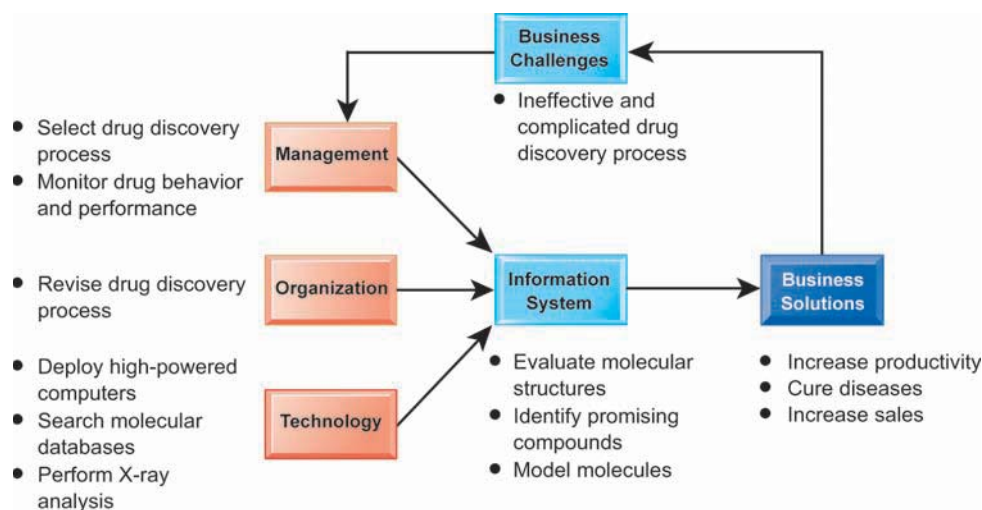 Business
Challenges
• Ineffective and
complicated drug
discovery process
• Select drug discovery
process
• Monitor drug behavior
and performance
Management
• Revise drug discovery
process
Organization
Information
System
Business
Solutions
• Deploy high-powered
computers
• Search molecular
databases
• Perform X-ray
analysis
Technology
• Evaluate molecular
structures
• Identify promising
compounds
• Model molecules
• Increase productivity
• Cure diseases
• Increase sales